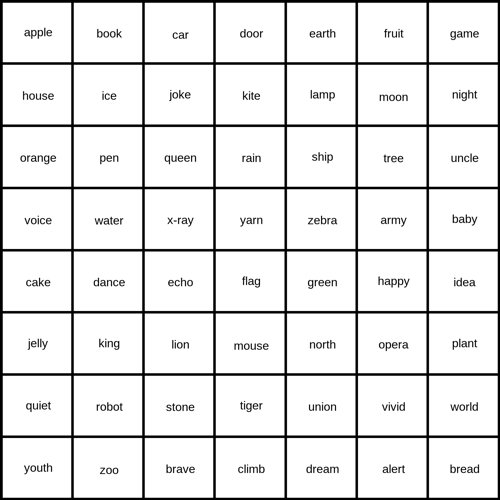 apple book car door earth fruit game
house ice joke kite lamp moon night
orange pen queen rain ship tree uncle
voice water x-ray yarn zebra army baby
cake dance echo flag green happy idea
jelly king lion mouse north opera plant
quiet robot stone tiger union vivid world
youth zoo brave climb dream alert bread